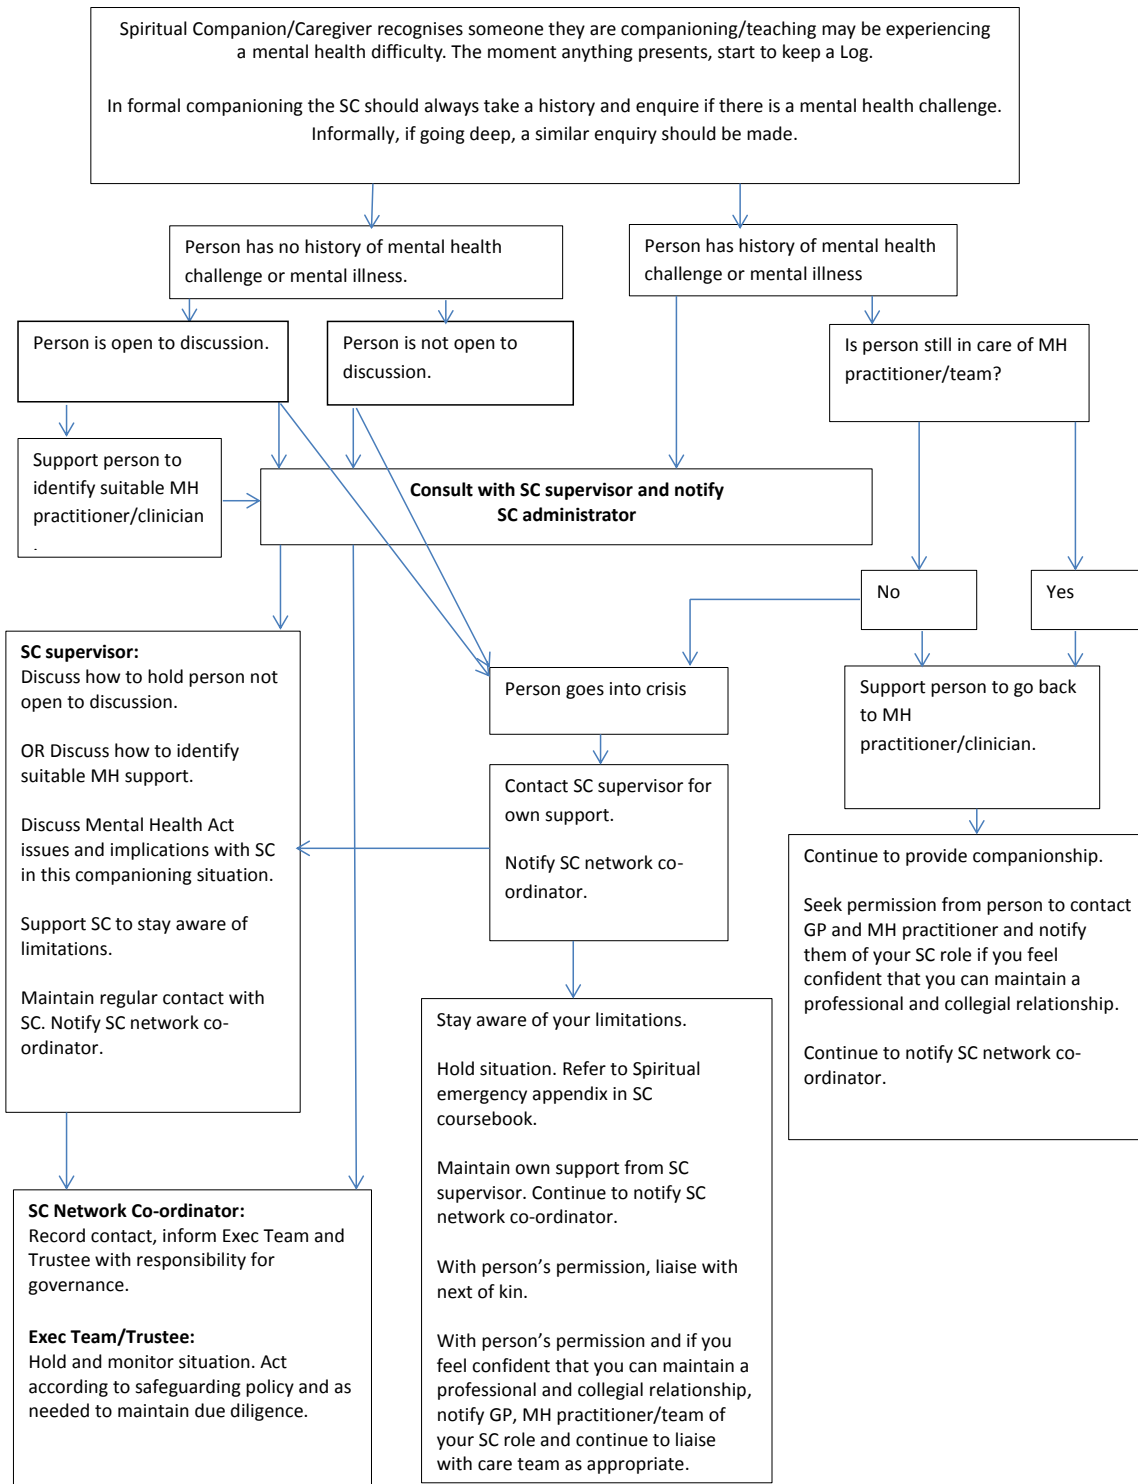 Spiritual Companion/Caregiver recognises someone they are companioning/teaching may be experiencing
a mental health difficulty. The moment anything presents, start to keep a Log.
In formal companioning the SC should always take a history and enquire if there is a mental health challenge.
Informally, if going deep, a similar enquiry should be made.
Person has no history of mental health
challenge or mental illness.
Person has history of mental health
challenge or mental illness
Person is open to discussion.
Person is not open to
discussion.
Is person still in care of MH
practitioner/team?
Support person to
identify suitable MH
practitioner/clinician
.
Consult with SC supervisor and notify
SC administrator
No
Yes
SC supervisor:
Discuss how to hold person not
open to discussion.
OR Discuss how to identify
suitable MH support.
Discuss Mental Health Act
issues and implications with SC
in this companioning situation.
Support SC to stay aware of
limitations.
Maintain regular contact with
SC. Notify SC network co-
ordinator.
Person goes into crisis
Support person to go back
to MH
practitioner/clinician.
Contact SC supervisor for
own support.
Notify SC network co-
ordinator.
Continue to provide companionship.
Seek permission from person to contact
GP and MH practitioner and notify
them of your SC role if you feel
confident that you can maintain a
professional and collegial relationship.
Continue to notify SC network co-
ordinator.
Stay aware of your limitations.
Hold situation. Refer to Spiritual
emergency appendix in SC
coursebook.
Maintain own support from SC
supervisor. Continue to notify SC
network co-ordinator.
With person’s permission, liaise with
next of kin.
With person’s permission and if you
feel confident that you can maintain a
professional and collegial relationship,
notify GP, MH practitioner/team of
your SC role and continue to liaise
with care team as appropriate.
SC Network Co-ordinator:
Record contact, inform Exec Team and
Trustee with responsibility for
governance.
Exec Team/Trustee:
Hold and monitor situation. Act
according to safeguarding policy and as
needed to maintain due diligence.